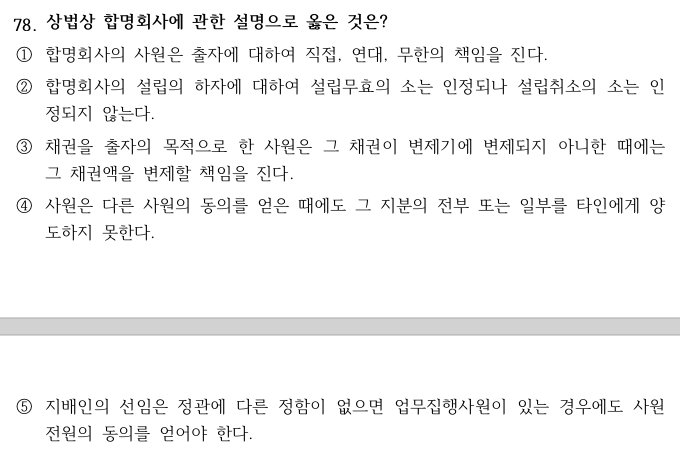 78. 상법상 합명회사에 관한 설명으로 옳은 것은?
① 합명회사의 사원은 출자에 대하여 직접, 연대, 무한의 책임을 진다.
② 합명회사의 설립의 하자에 대하여 설립무효의 소는 인정되나 설립취소의 소는 인
정되지 않는다.
③ 채권을 출자의 목적으로 한 사원은 그 채권이 변제기에 변제되지 아니한 때에는
그 채권액을 변제할 책임을 진다.
④ 사원은 다른 사원의 동의를 얻은 때에도 그 지분의 전부 또는 일부를 타인에게 양
도하지 못한다.
⑤ 지배인의 선임은 정관에 다른 정함이 없으면 업무집행사원이 있는 경우에도 사원
전원의 동의를 얻어야 한다.